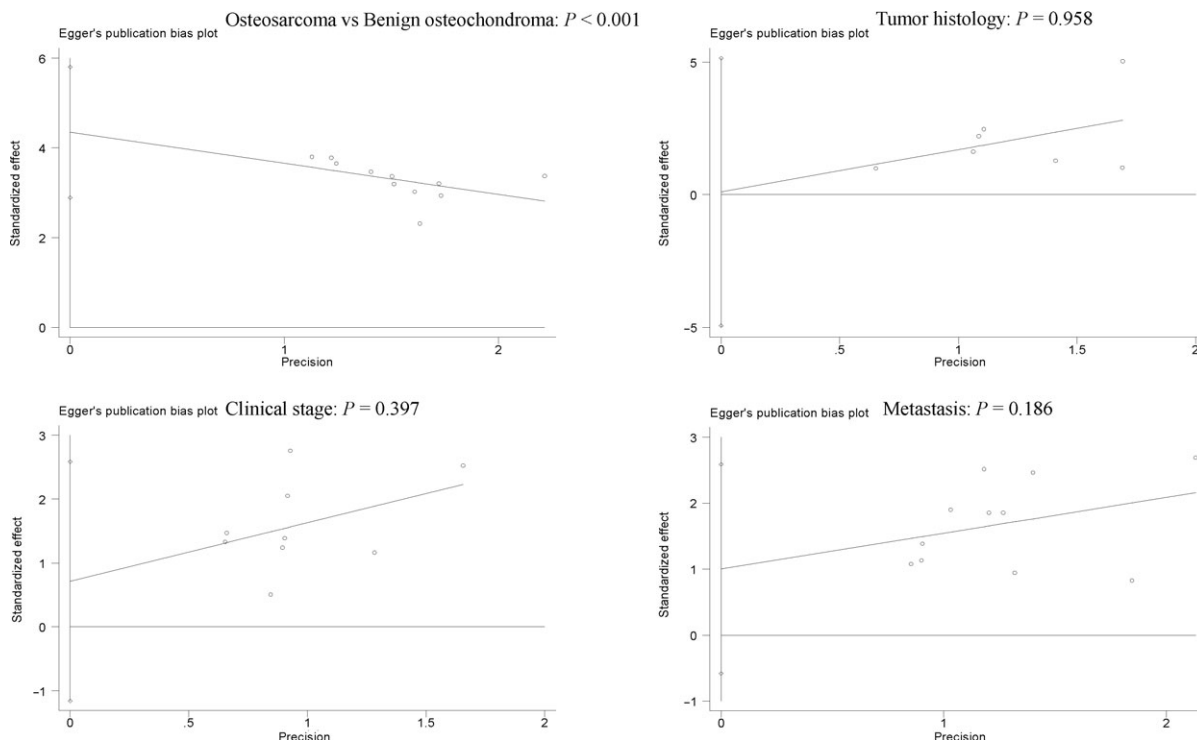 Osteosarcoma vs Benign osteochondroma: P < 0.001
Egger's publication bias plot
6
4
2
0
Standardized effect
0
1
2
Precision
Tumor histology: P = 0.958
Egger's publication bias plot
5
0
−5
Standardized effect
0
.5
1
1.5
2
Precision
Egger's publication bias plot Clinical stage: P = 0.397
3
2
1
0
−1
Standardized effect
0
.5
1
1.5
2
Precision
Egger's publication bias plot Metastasis: P = 0.186
3
2
1
0
−1
Standardized effect
0
1
2
Precision